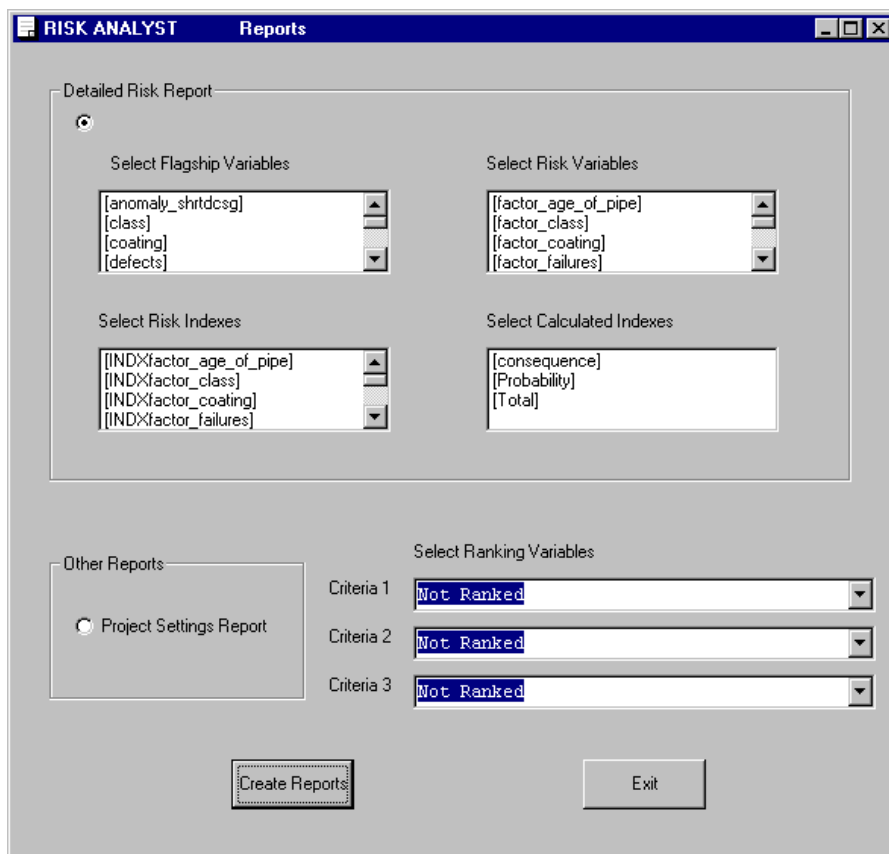 RISK ANALYST Reports
Detailed Risk Report
Select Flagship Variables
[anomaly_shrtdcsg]
[class]
[coating]
[defects]
Select Risk Variables
[factor_age_of_pipe]
[factor_class]
[factor_coating]
[factor_failures]
Select Risk Indexes
[INDXfactor_age_of_pipe]
[INDXfactor_class]
[INDXfactor_coating]
[INDXfactor_failures]
Select Calculated Indexes
[consequence]
[Probability]
[Total]
Other Reports
Project Settings Report
Select Ranking Variables
Criteria 1 Not Ranked
Criteria 2 Not Ranked
Criteria 3 Not Ranked
Create Reports
Exit